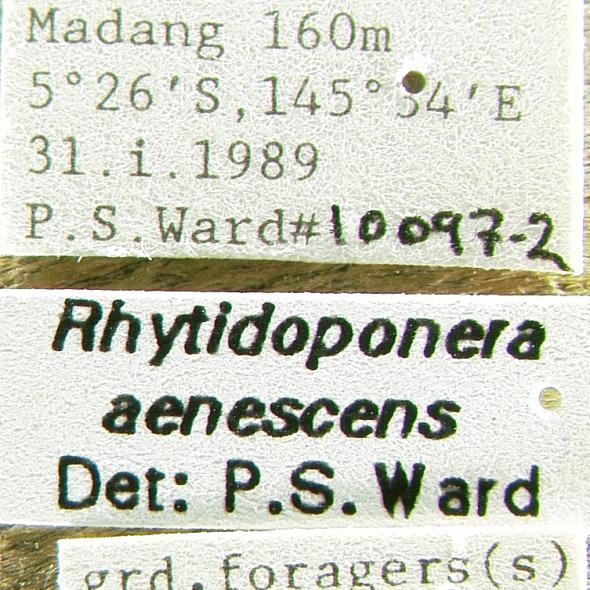 Madang 160m
5°26'S,145°34'E
31.i.1989
P.S.Ward#10097-2
Rhytidoponera
aenescens
Det: P.S.Ward
grd.foragers(s)